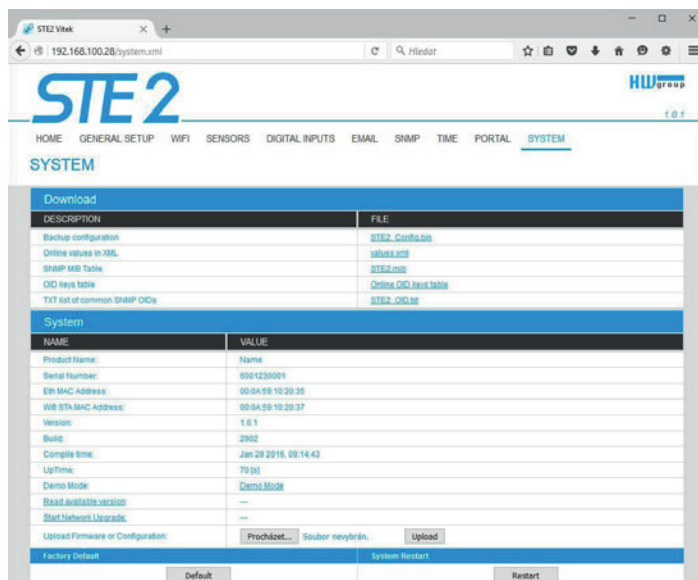 STE2 Vitek
192.168.100.28/system.xml
Hledat
STE2
HWgroup
1.0.1
HOME GENERAL SETUP WIFI SENSORS DIGITAL INPUTS EMAIL SNMP TIME PORTAL SYSTEM
SYSTEM
Download
DESCRIPTION FILE
Backup configuration STE2_Config.bin
Online values in XML values.xml
SNMP MIB Table STE2.mib
OID keys table Online OID keys table
TXT list of common SNMP OIDs STE2_OID.txt
System
NAME VALUE
Product Name: Name
Serial Number: 6001230001
Eth MAC Address: 00:0A:59:10:20:35
Wifi STA MAC Address: 00:0A:59:10:20:37
Version: 1.0.1
Build: 2902
Compile time: Jan 29 2016, 09:14:43
UpTime: 70 [s]
Demo Mode: Demo Mode
Read available version: ---
Start Network Upgrade: ---
Upload Firmware or Configuration: Procházet... Soubor nevybrán. Upload
Factory Default System Restart
Default Restart